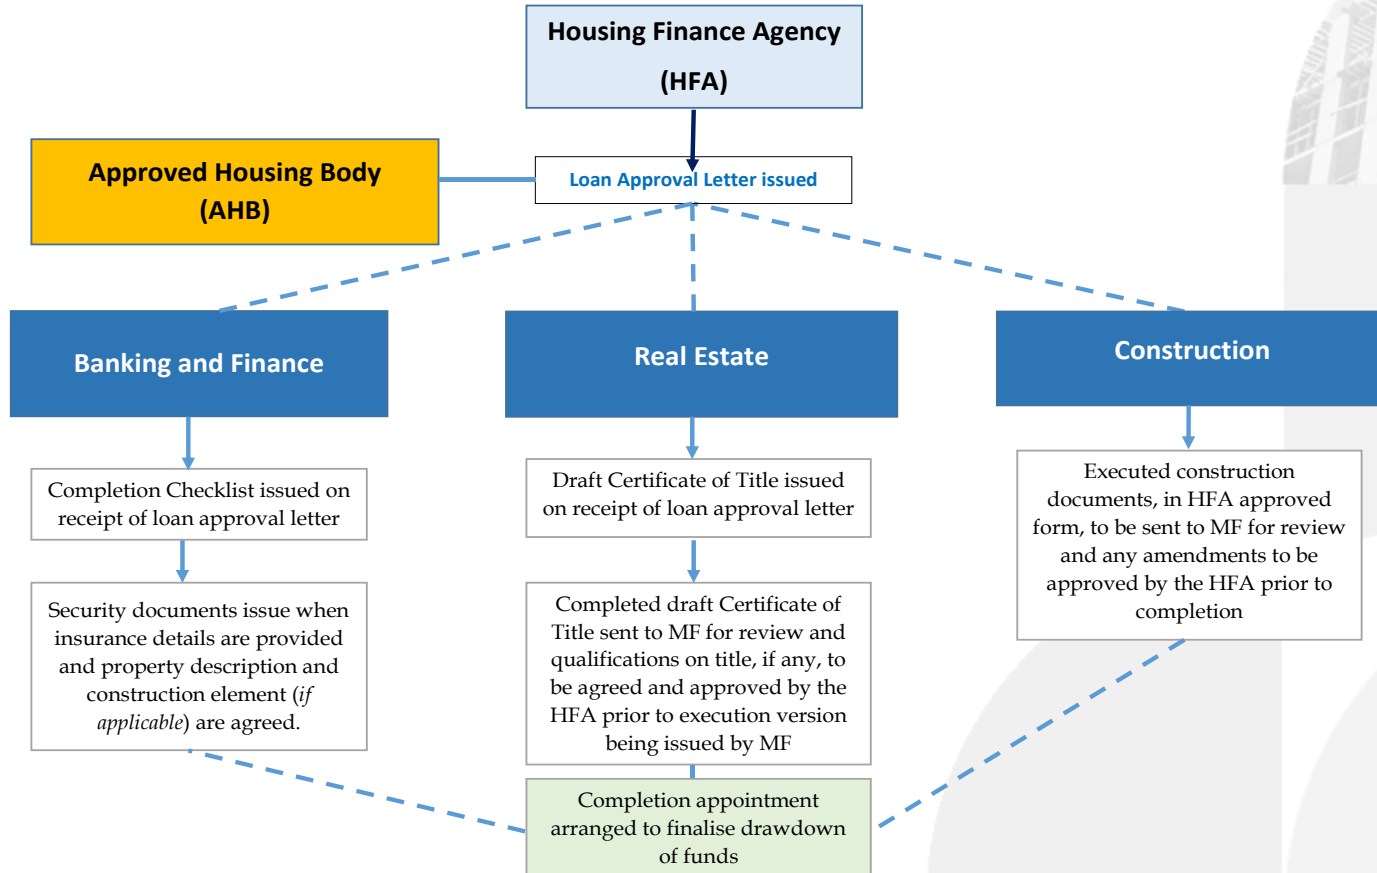 Housing Finance Agency
(HFA)
Approved Housing Body
(AHB)
Loan Approval Letter issued
Banking and Finance
Completion Checklist issued on
receipt of loan approval letter
Security documents issue when
insurance details are provided
and property description and
construction element (if
applicable) are agreed.
Real Estate
Draft Certificate of Title issued
on receipt of loan approval letter
Completed draft Certificate of
Title sent to MF for review and
qualifications on title, if any, to
be agreed and approved by the
HFA prior to execution version
being issued by MF
Construction
Executed construction
documents, in HFA approved
form, to be sent to MF for review
and any amendments to be
approved by the HFA prior to
completion
Completion appointment
arranged to finalise drawdown
of funds